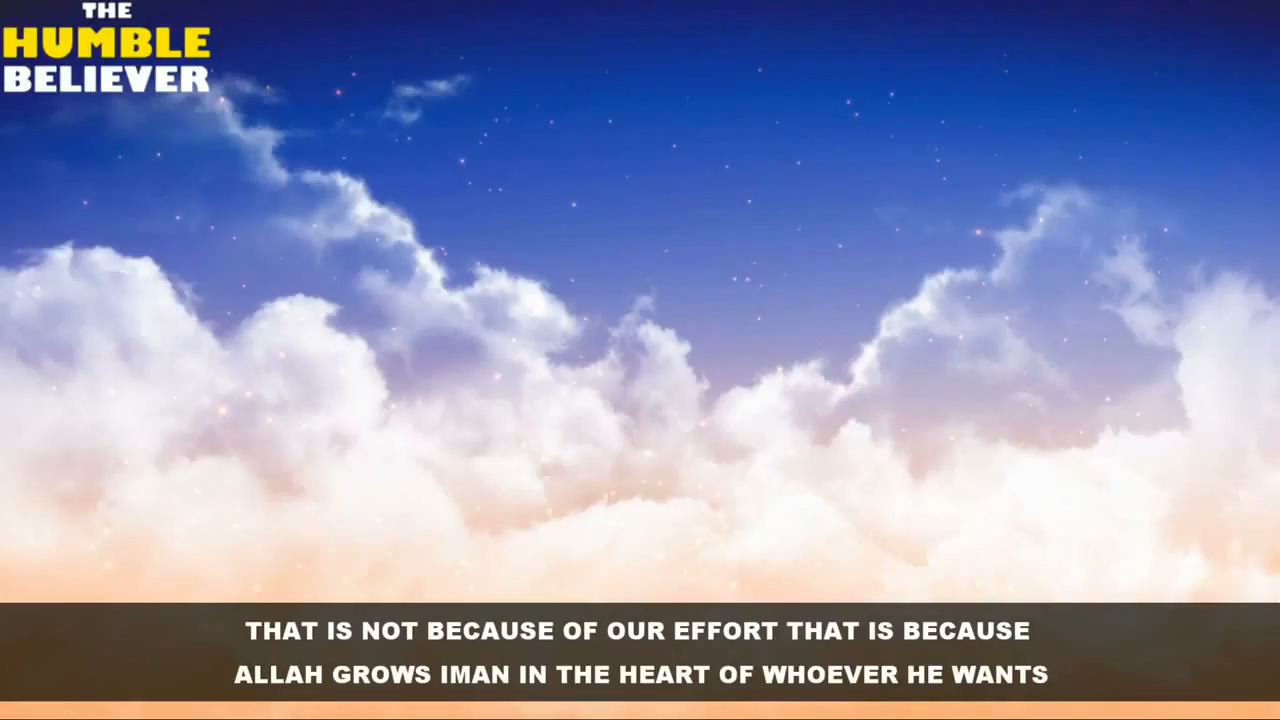 THE
HUMBLE
BELIEVER
THAT IS NOT BECAUSE OF OUR EFFORT THAT IS BECAUSE
ALLAH GROWS IMAN IN THE HEART OF WHOEVER HE WANTS